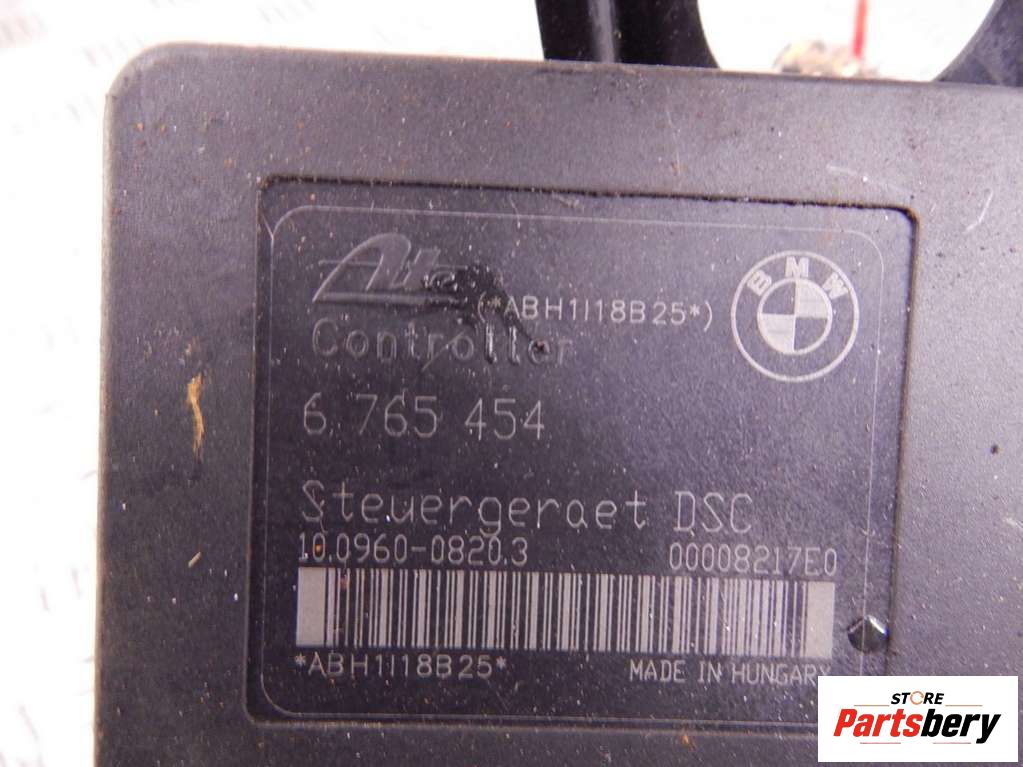 Ate
(*ABH1I18B25*)
BMW
Controller
6 765 454
Steuergeraet DSC
10.0960-0820.3 00008217E0
*ABH1I18B25* MADE IN HUNGARY
STORE
Partsbery